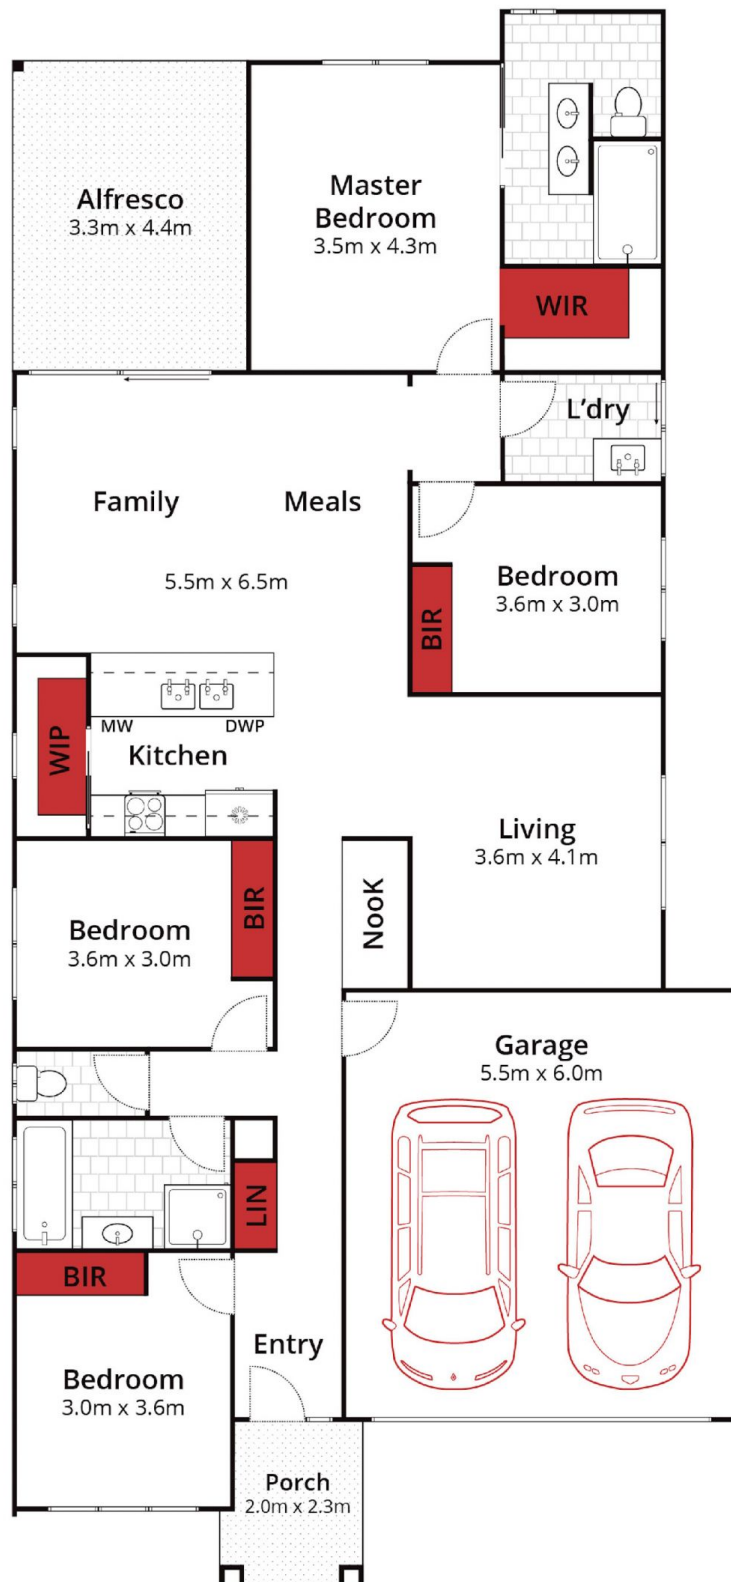 Alfresco
3.3m x 4.4m
Master
Bedroom
3.5m x 4.3m
WIR
L'dry
Family
Meals
5.5m x 6.5m
Bedroom
3.6m x 3.0m
BIR
WIP
MW
DWP
Kitchen
Living
3.6m x 4.1m
Bedroom
3.6m x 3.0m
BIR
NooK
Garage
5.5m x 6.0m
LIN
BIR
Entry
Bedroom
3.0m x 3.6m
Porch
2.0m x 2.3m